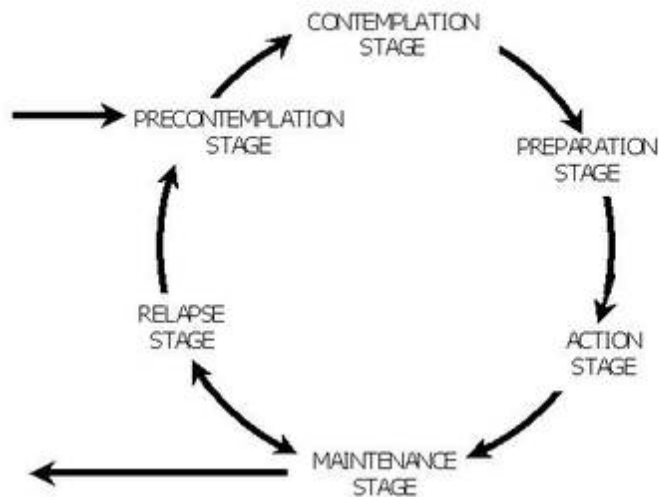 CONTEMPLATION
STAGE
PRECONTEMPLATION
STAGE
PREPARATION
STAGE
RELAPSE
STAGE
ACTION
STAGE
MAINTENANCE
STAGE